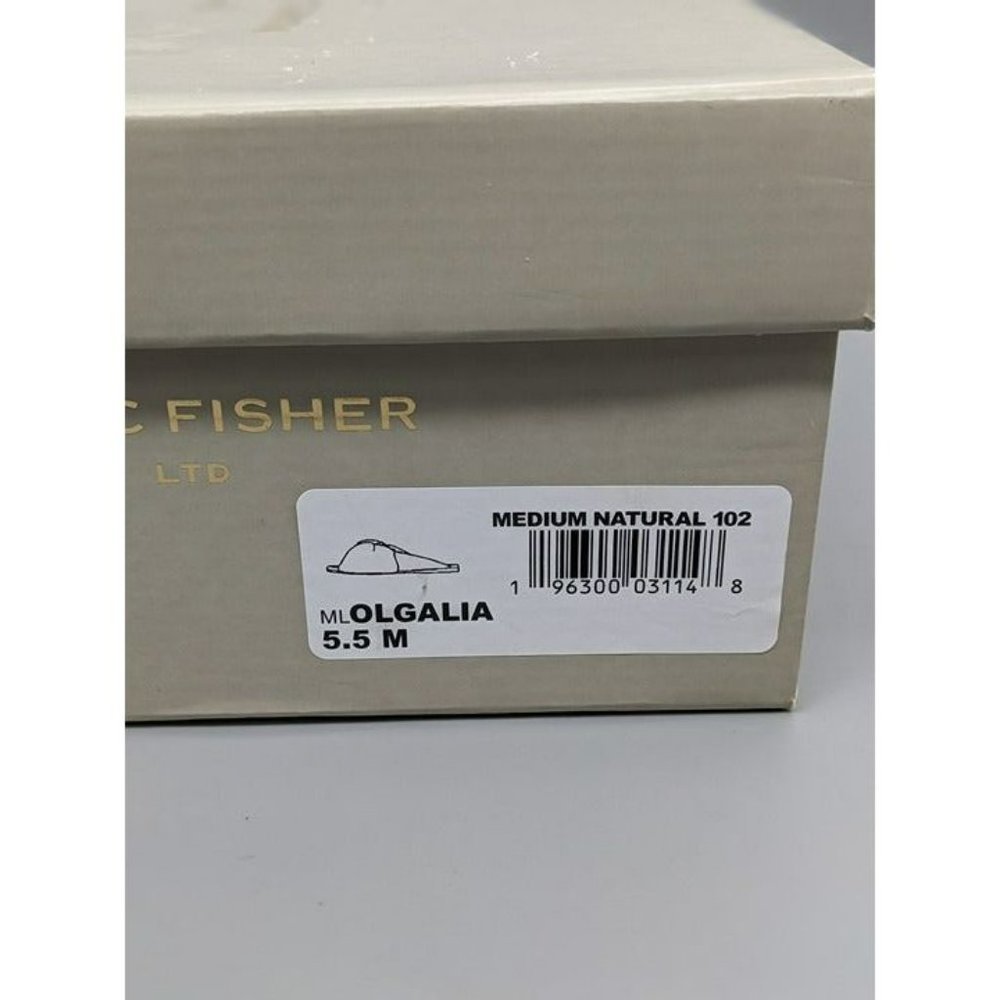 C FISHER
LTD
MEDIUM NATURAL 102
1 96300 03114 8
MLOLGALIA
5.5 M